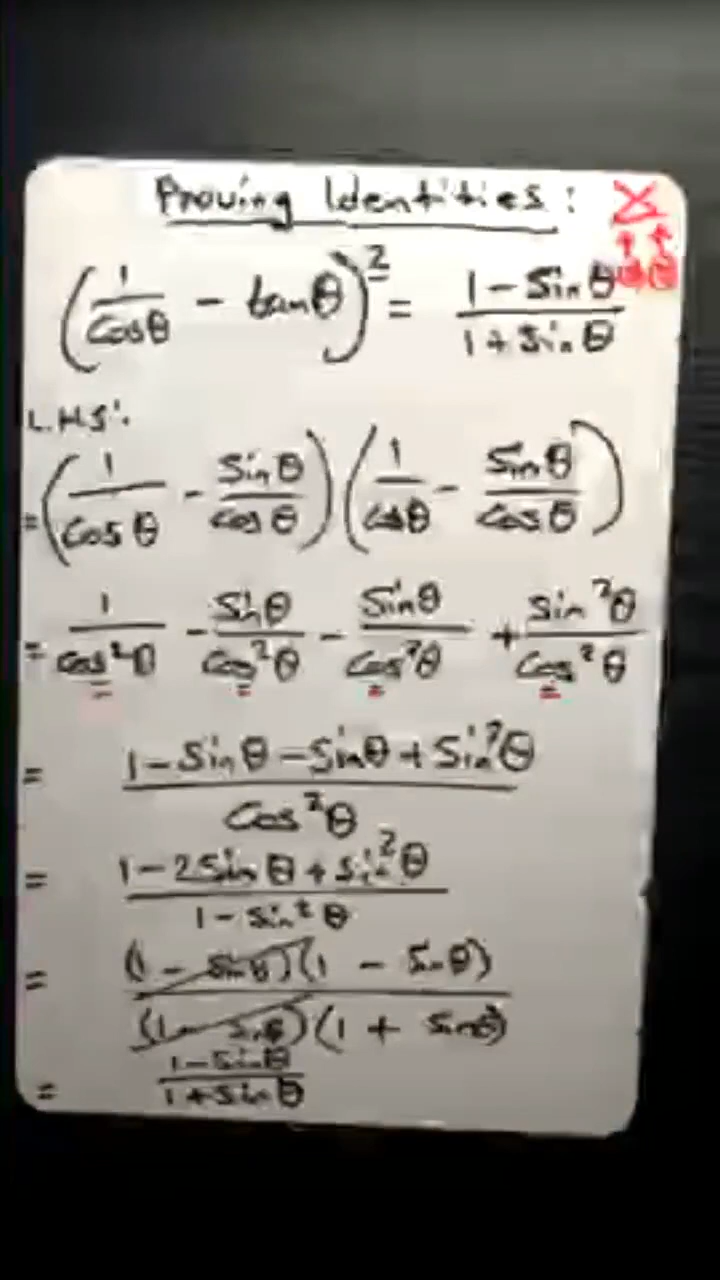 Proving Identities:
(1/cosθ - tanθ)² = (1 - sinθ)/(1 + sinθ)
L.H.S:
= (1/cosθ - sinθ/cosθ)(1/cosθ - sinθ/cosθ)
= 1/cos²θ - sinθ/cos²θ - sinθ/cos²θ + sin²θ/cos²θ
= (1 - sinθ - sinθ + sin²θ)/cos²θ
= (1 - 2sinθ + sin²θ)/(1 - sin²θ)
= (1 - sinθ)(1 - sinθ)/(1 - sinθ)(1 + sinθ)
= (1 - sinθ)/(1 + sinθ)